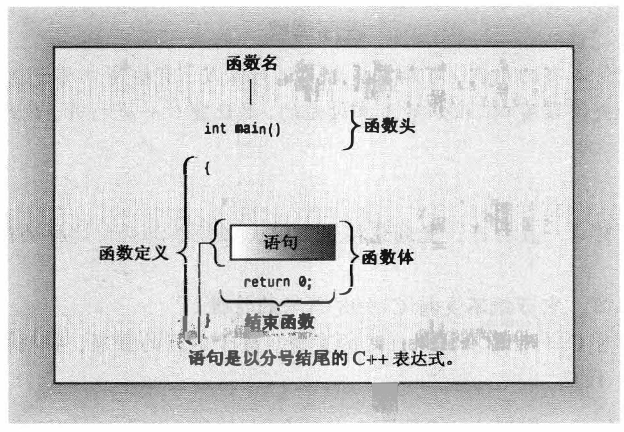 函数名
int main()
函数头
{
函数定义
语句
函数体
return 0;
}
结束函数
语句是以分号结尾的 C++ 表达式。